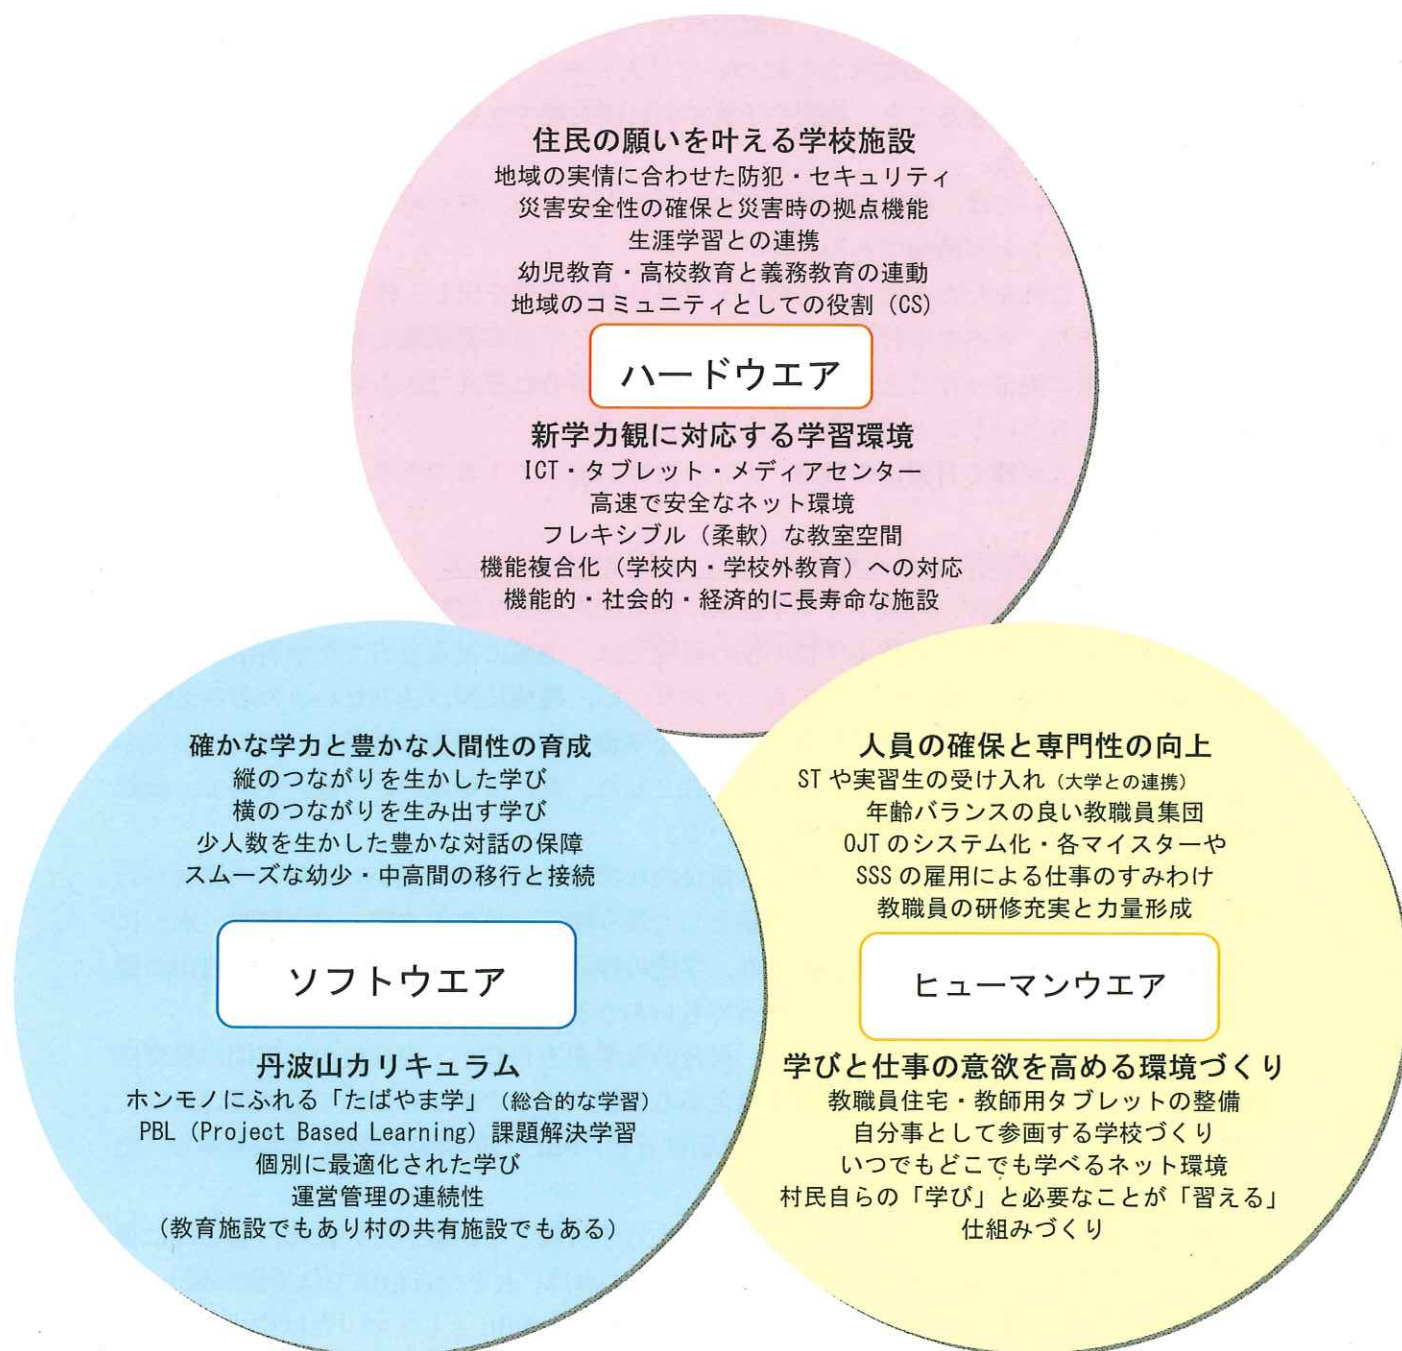 住民の願いを叶える学校施設
地域の実情に合わせた防犯・セキュリティ
災害安全性の確保と災害時の拠点機能
生涯学習との連携
幼児教育・高校教育と義務教育の連動
地域のコミュニティとしての役割（CS）
ハードウエア
新学力観に対応する学習環境
ICT・タブレット・メディアセンター
高速で安全なネット環境
フレキシブル（柔軟）な教室空間
機能複合化（学校内・学校外教育）への対応
機能的・社会的・経済的に長寿命な施設
確かな学力と豊かな人間性の育成
縦のつながりを生かした学び
横のつながりを生み出す学び
少人数を生かした豊かな対話の保障
スムーズな幼少・中高間の移行と接続
ソフトウエア
丹波山カリキュラム
ホンモノにふれる「たばやま学」（総合的な学習）
PBL（Project Based Learning）課題解決学習
個別に最適化された学び
運営管理の連続性
（教育施設でもあり村の共有施設でもある）
人員の確保と専門性の向上
STや実習生の受け入れ（大学との連携）
年齢バランスの良い教職員集団
OJTのシステム化・各マイスターや
SSSの雇用による仕事のすみわけ
教職員の研修充実と力量形成
ヒューマンウエア
学びと仕事の意欲を高める環境づくり
教職員住宅・教師用タブレットの整備
自分事として参画する学校づくり
いつでもどこでも学べるネット環境
村民自らの「学び」と必要なことが「習える」
仕組みづくり